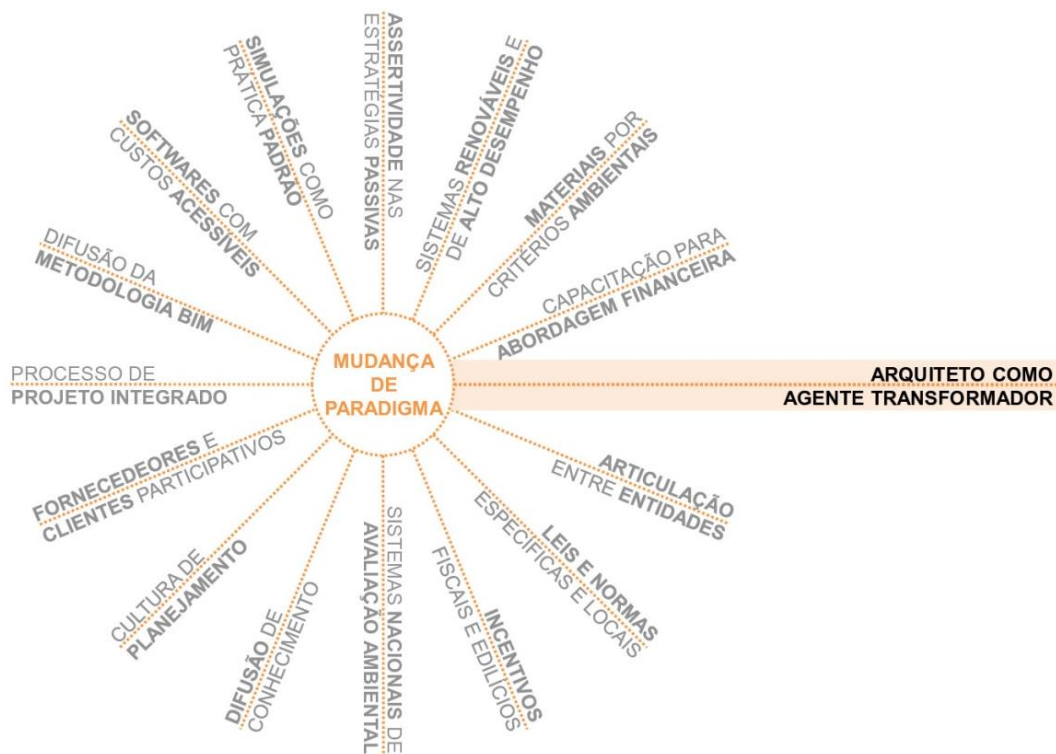 ASSERTIVIDADE NAS
ESTRATÉGIAS PASSIVAS
SISTEMAS RENOVÁVEIS E
DE ALTO DESEMPENHO
MATERIAIS POR
CRITÉRIOS AMBIENTAIS
CAPACITAÇÃO PARA
ABORDAGEM FINANCEIRA
ARQUITETO COMO
AGENTE TRANSFORMADOR
ARTICULAÇÃO
ENTRE ENTIDADES
LEIS E NORMAS
ESPECÍFICAS E LOCAIS
INCENTIVOS
FISCAIS E EDILÍCIOS
SISTEMAS NACIONAIS DE
AVALIAÇÃO AMBIENTAL
DIFUSÃO DE
CONHECIMENTO
CULTURA DE
PLANEJAMENTO
FORNECEDEORES E
CLIENTES PARTICIPATIVOS
PROCESSO DE
PROJETO INTEGRADO
DIFUSÃO DA
METODOLOGIA BIM
SOFTWARES COM
CUSTOS ACESSÍVEIS
SIMULAÇÕES COMO
PRÁTICA PADRÃO
MUDANÇA
DE
PARADIGMA